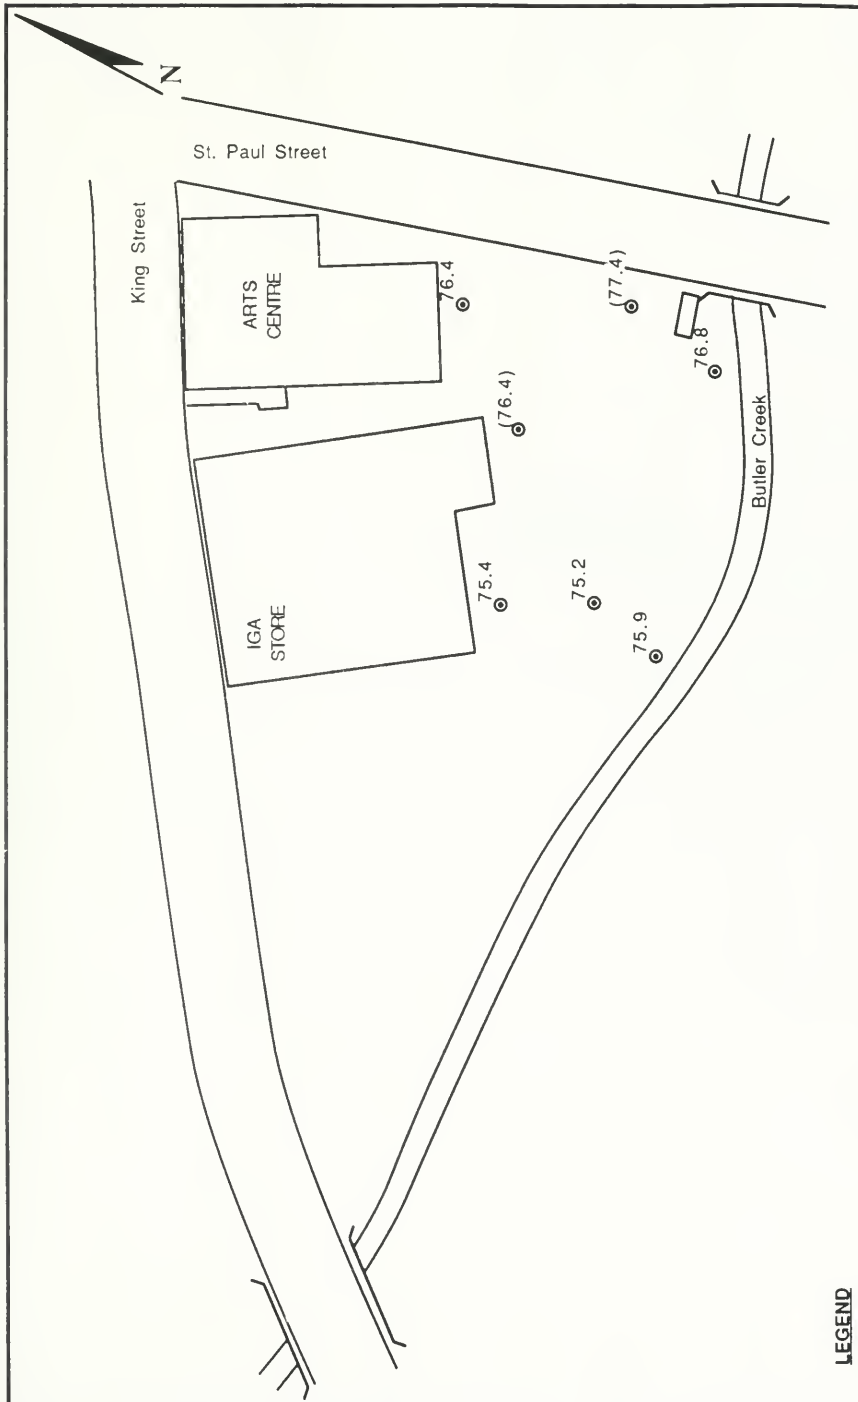 N
St. Paul Street
King Street
ARTS
CENTRE
76.4
(77.4)
76.8
(76.4)
Butler Creek
IGA
STORE
75.4
75.2
75.9
LEGEND